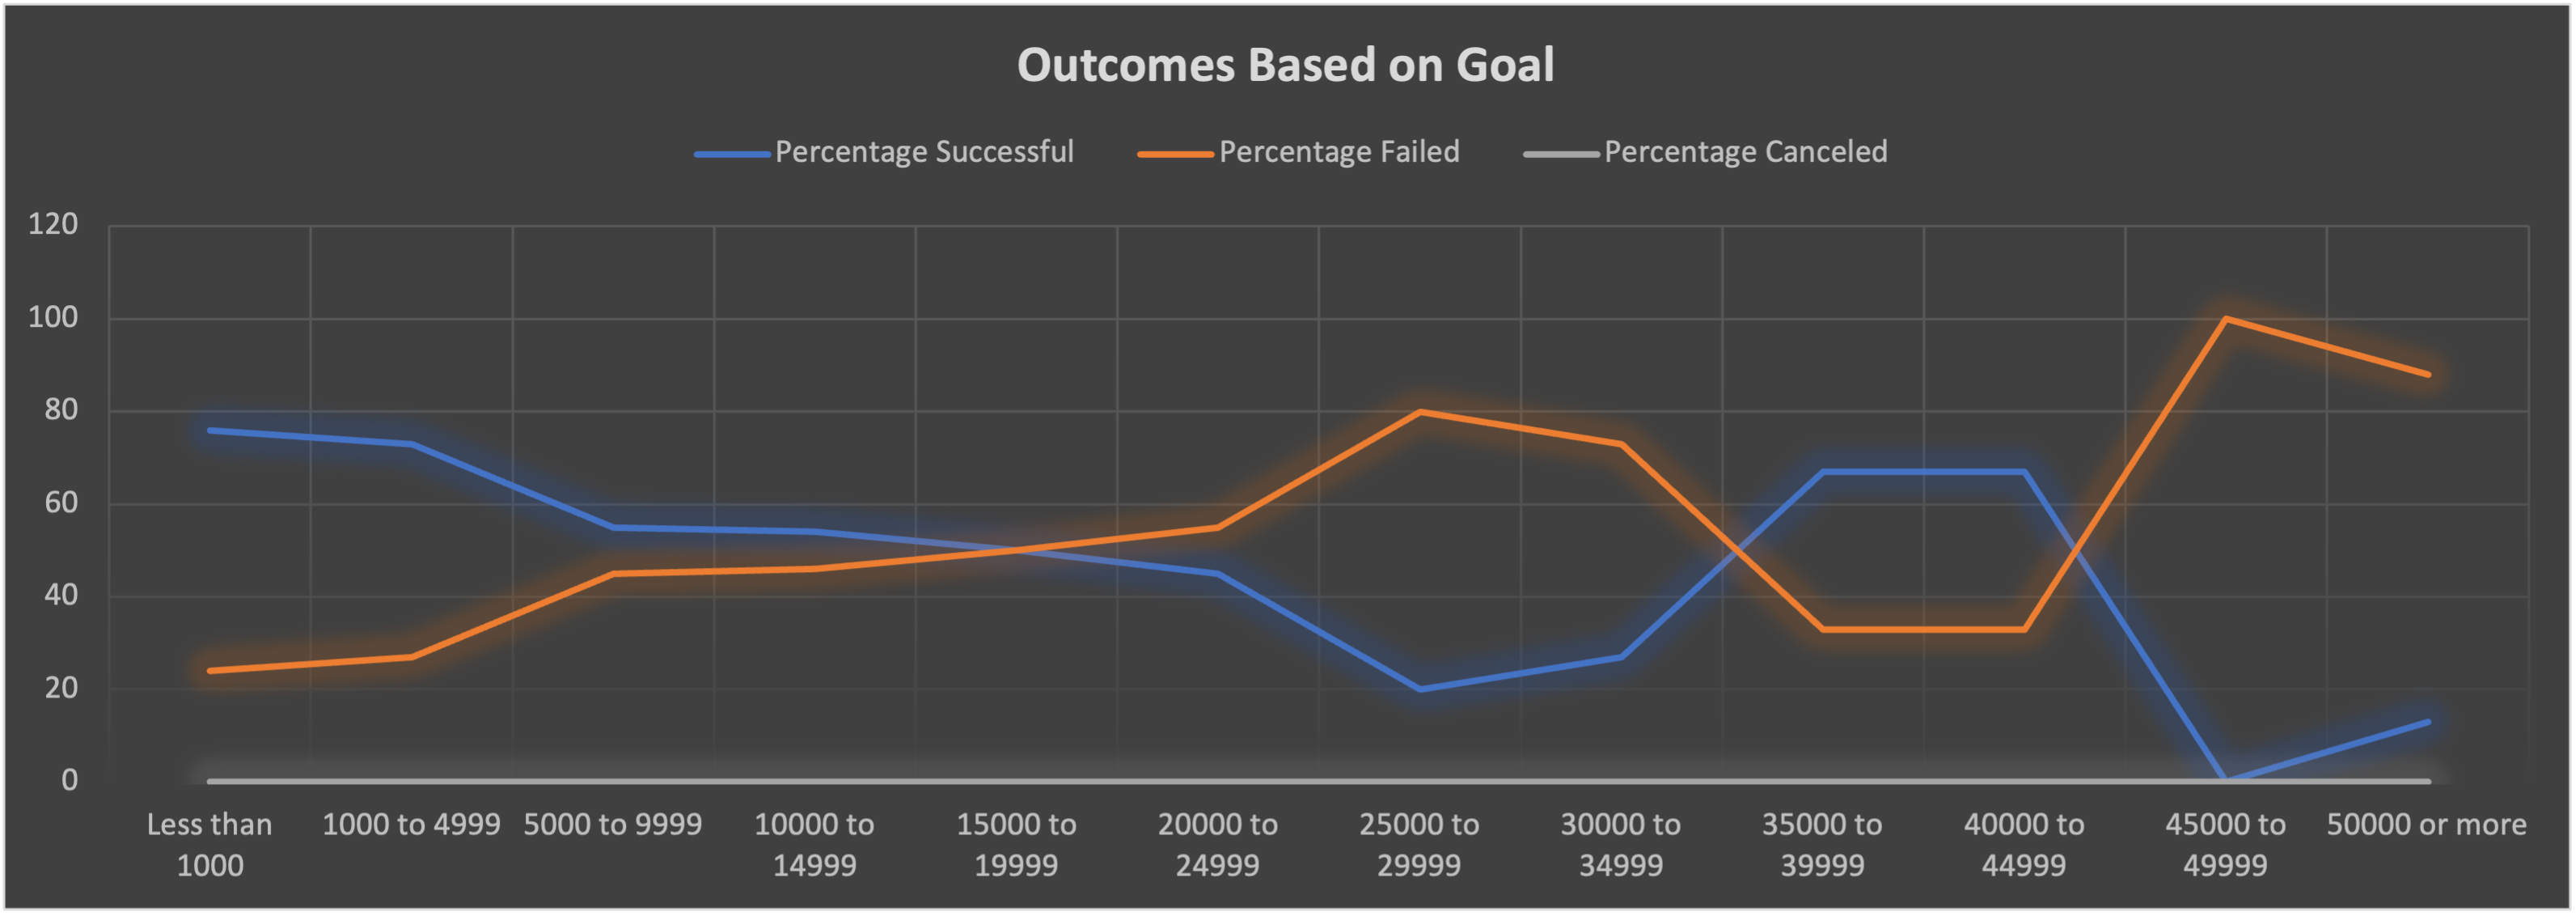 Outcomes Based on Goal
Percentage Successful Percentage Failed Percentage Canceled
120
100
80
60
40
20
0
Less than 1000 to 4999 5000 to 9999 10000 to 15000 to 20000 to 25000 to 30000 to 35000 to 40000 to 45000 to 50000 or more
1000 14999 19999 24999 29999 34999 39999 44999 49999